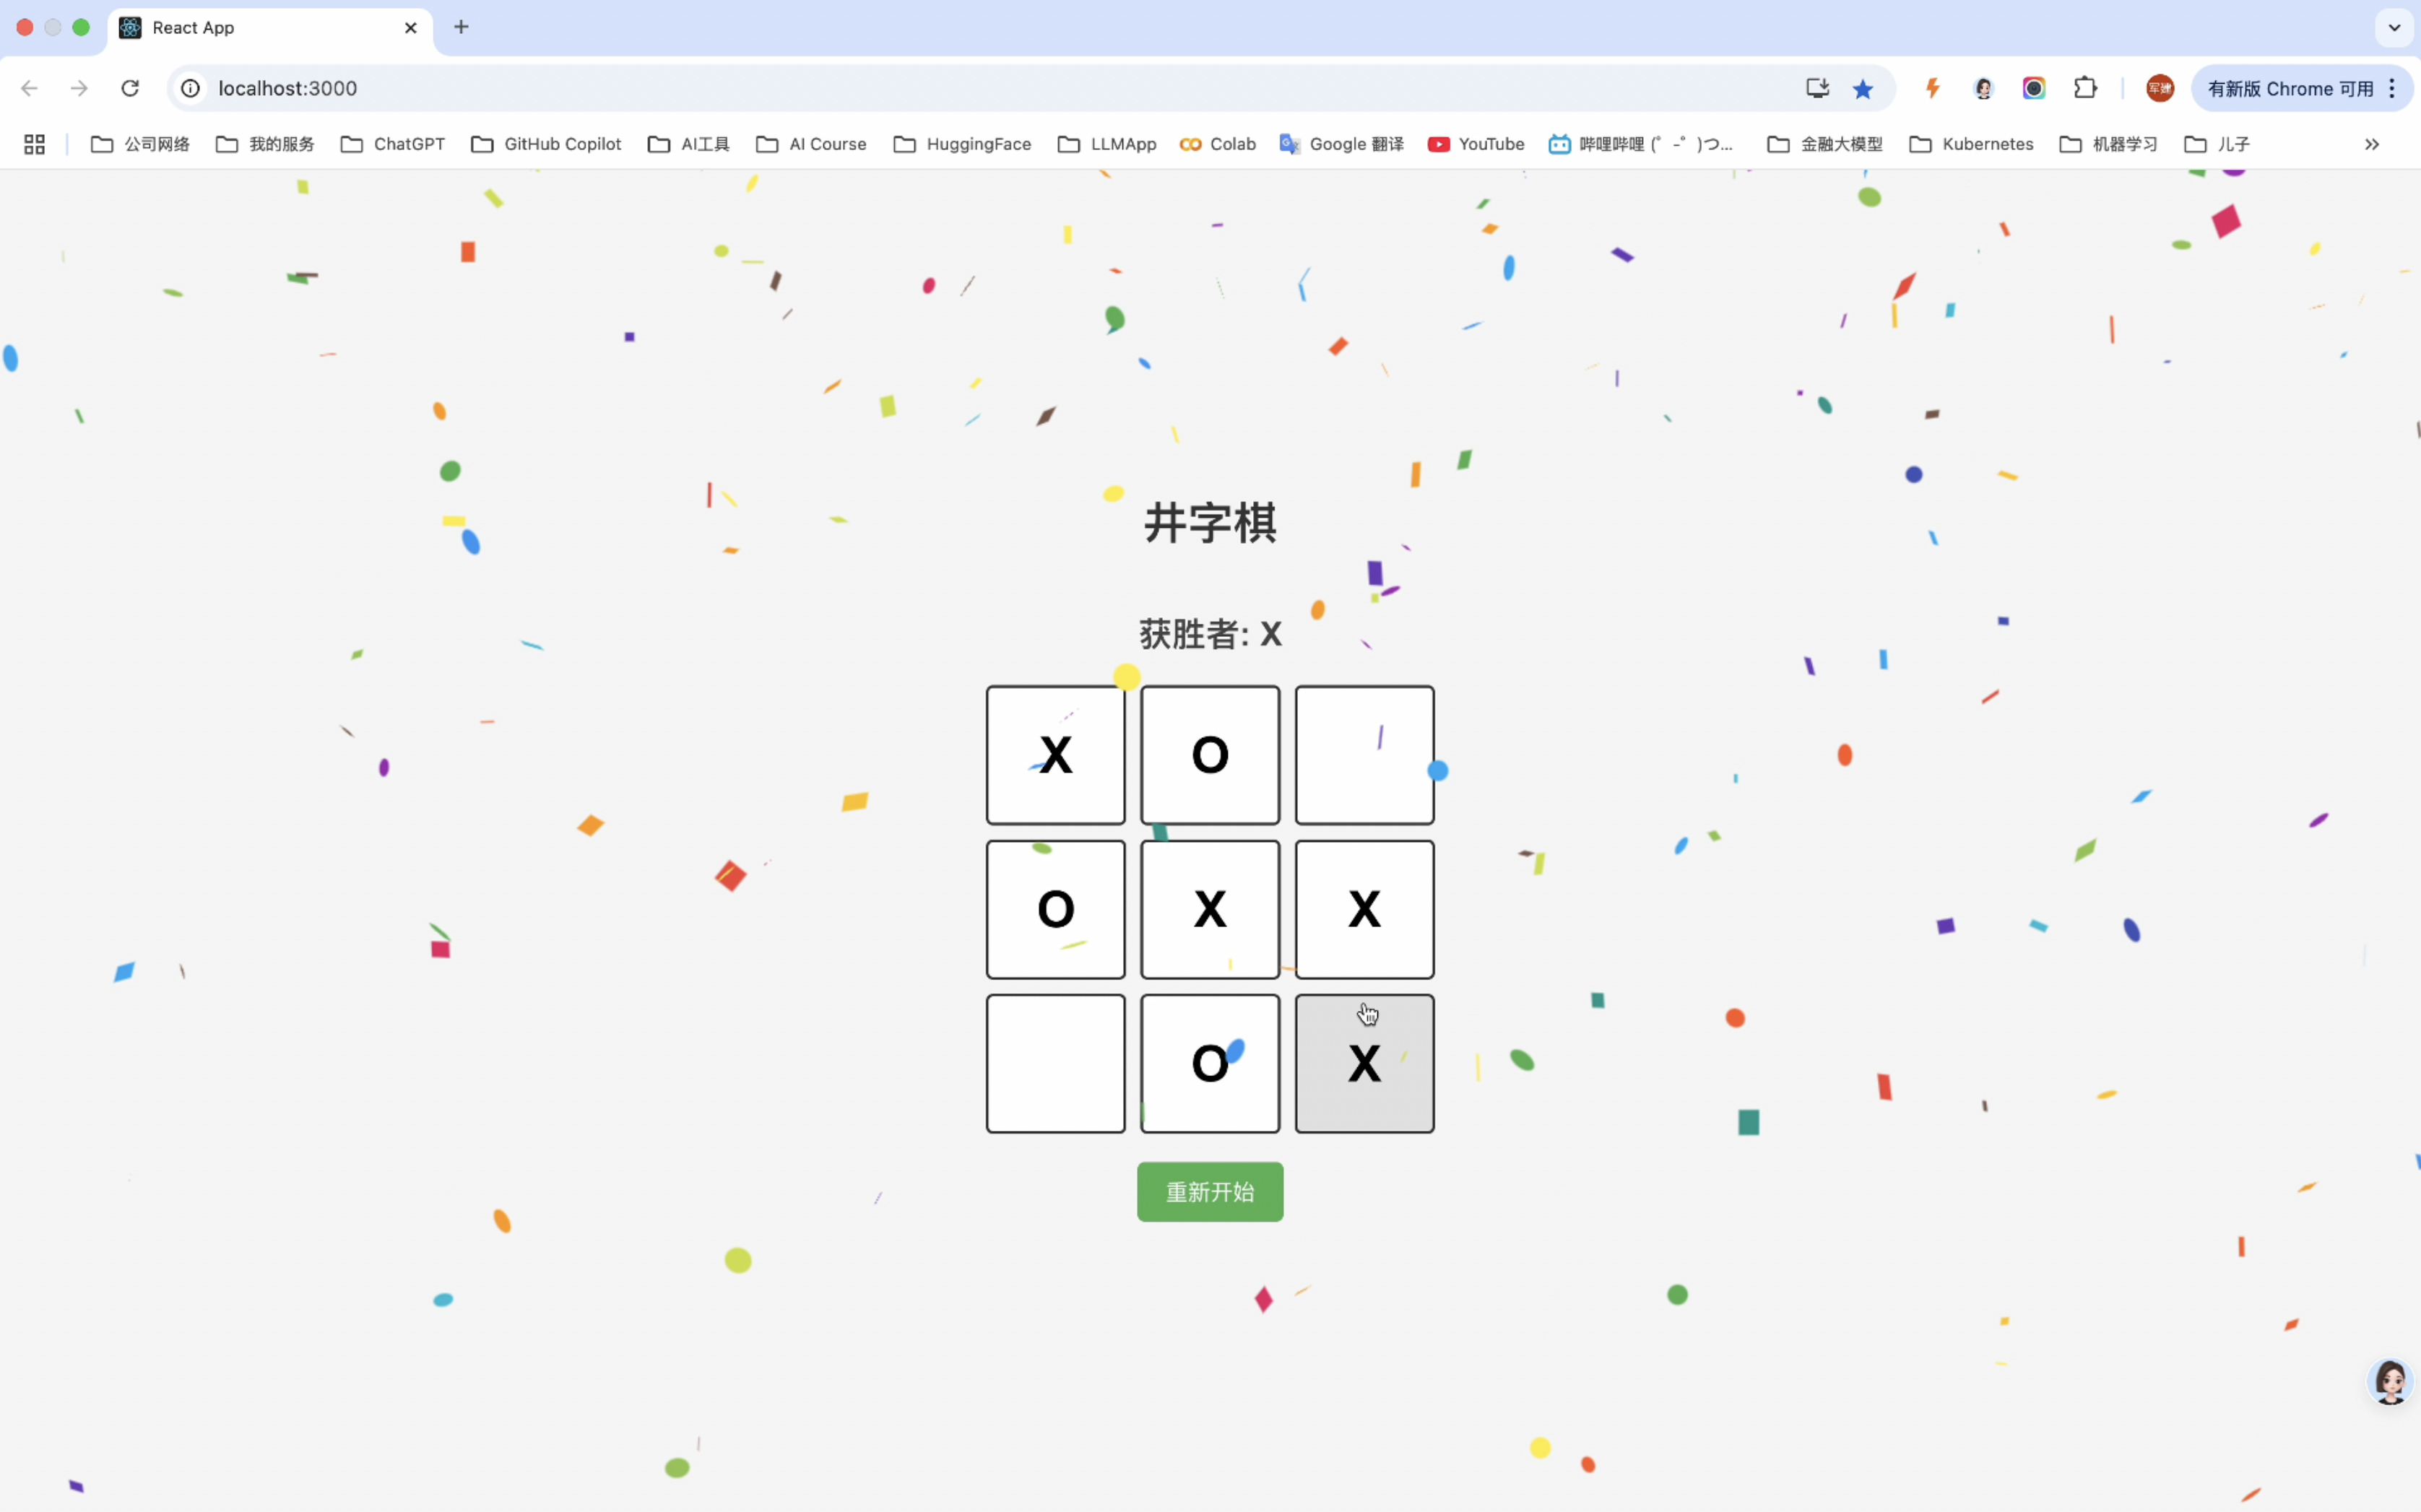 React App
localhost:3000
有新版 Chrome 可用
公司网络 我的服务 ChatGPT GitHub Copilot AI工具 AI Course HuggingFace LLMApp Colab Google 翻译 YouTube 哔哩哔哩 (゜-゜)つ... 金融大模型 Kubernetes 机器学习 儿子
井字棋
获胜者: X
X O
O X X
O X
重新开始